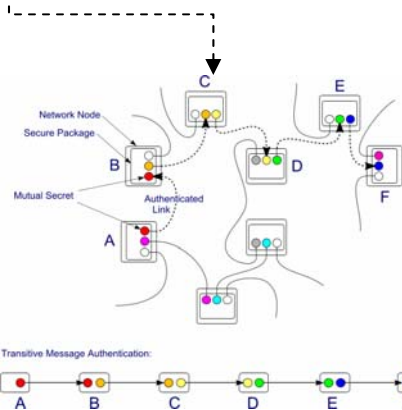 C
E
Network Node
Secure Package
B
D
F
Mutual Secret
Authenticated
Link
A
Transitive Message Authentication:
A B C D E